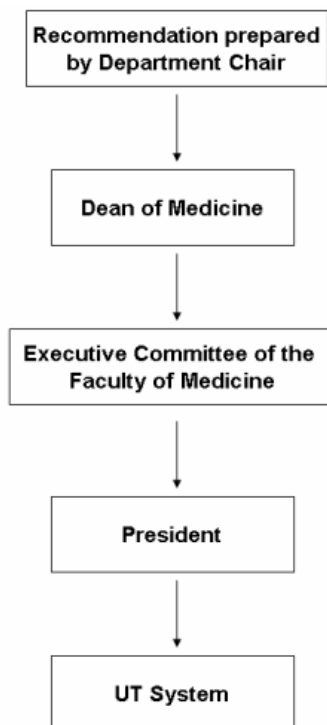 Recommendation prepared
by Department Chair
Dean of Medicine
Executive Committee of the
Faculty of Medicine
President
UT System